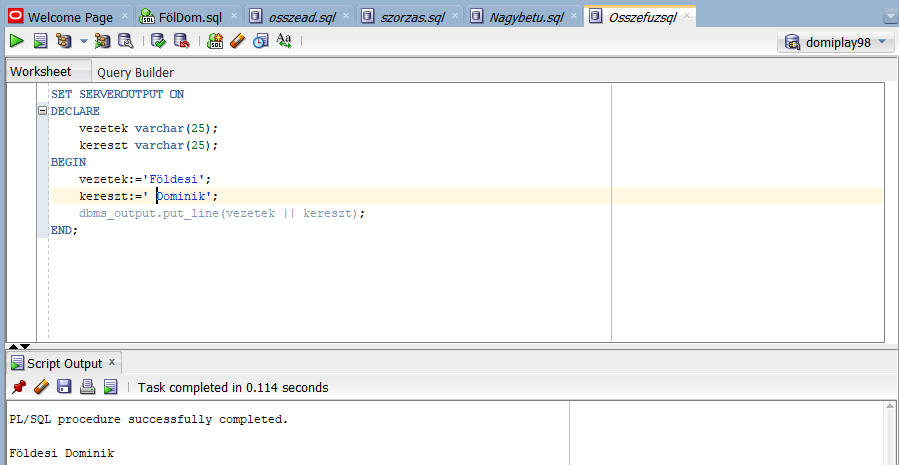 Welcome Page FölDom.sql osszead.sql szorzas.sql Nagybetu.sql Osszefuzsql
domiplay98
Worksheet Query Builder
SET SERVEROUTPUT ON
DECLARE
vezetek varchar(25);
kereszt varchar(25);
BEGIN
vezetek:='Földesi';
kereszt:=' Dominik';
dbms_output.put_line(vezetek || kereszt);
END;
Script Output
Task completed in 0.114 seconds
PL/SQL procedure successfully completed.
Földesi Dominik